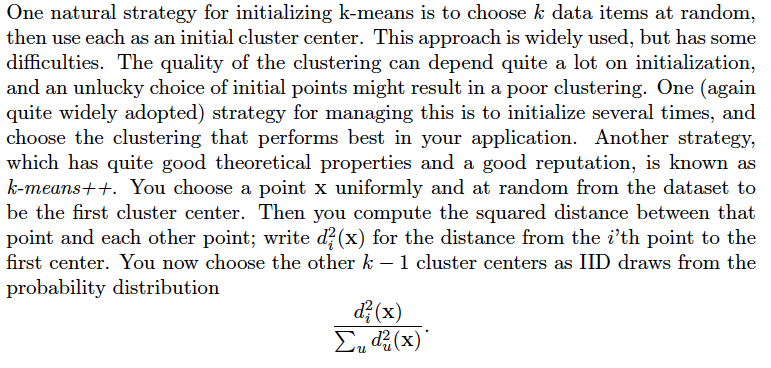 One natural strategy for initializing k-means is to choose k data items at random,
then use each as an initial cluster center. This approach is widely used, but has some
difficulties. The quality of the clustering can depend quite a lot on initialization,
and an unlucky choice of initial points might result in a poor clustering. One (again
quite widely adopted) strategy for managing this is to initialize several times, and
choose the clustering that performs best in your application. Another strategy,
which has quite good theoretical properties and a good reputation, is known as
k-means++. You choose a point x uniformly and at random from the dataset to
be the first cluster center. Then you compute the squared distance between that
point and each other point; write d_i^2(x) for the distance from the i'th point to the
first center. You now choose the other k − 1 cluster centers as IID draws from the
probability distribution
d_i^2(x)
∑_u d_u^2(x).